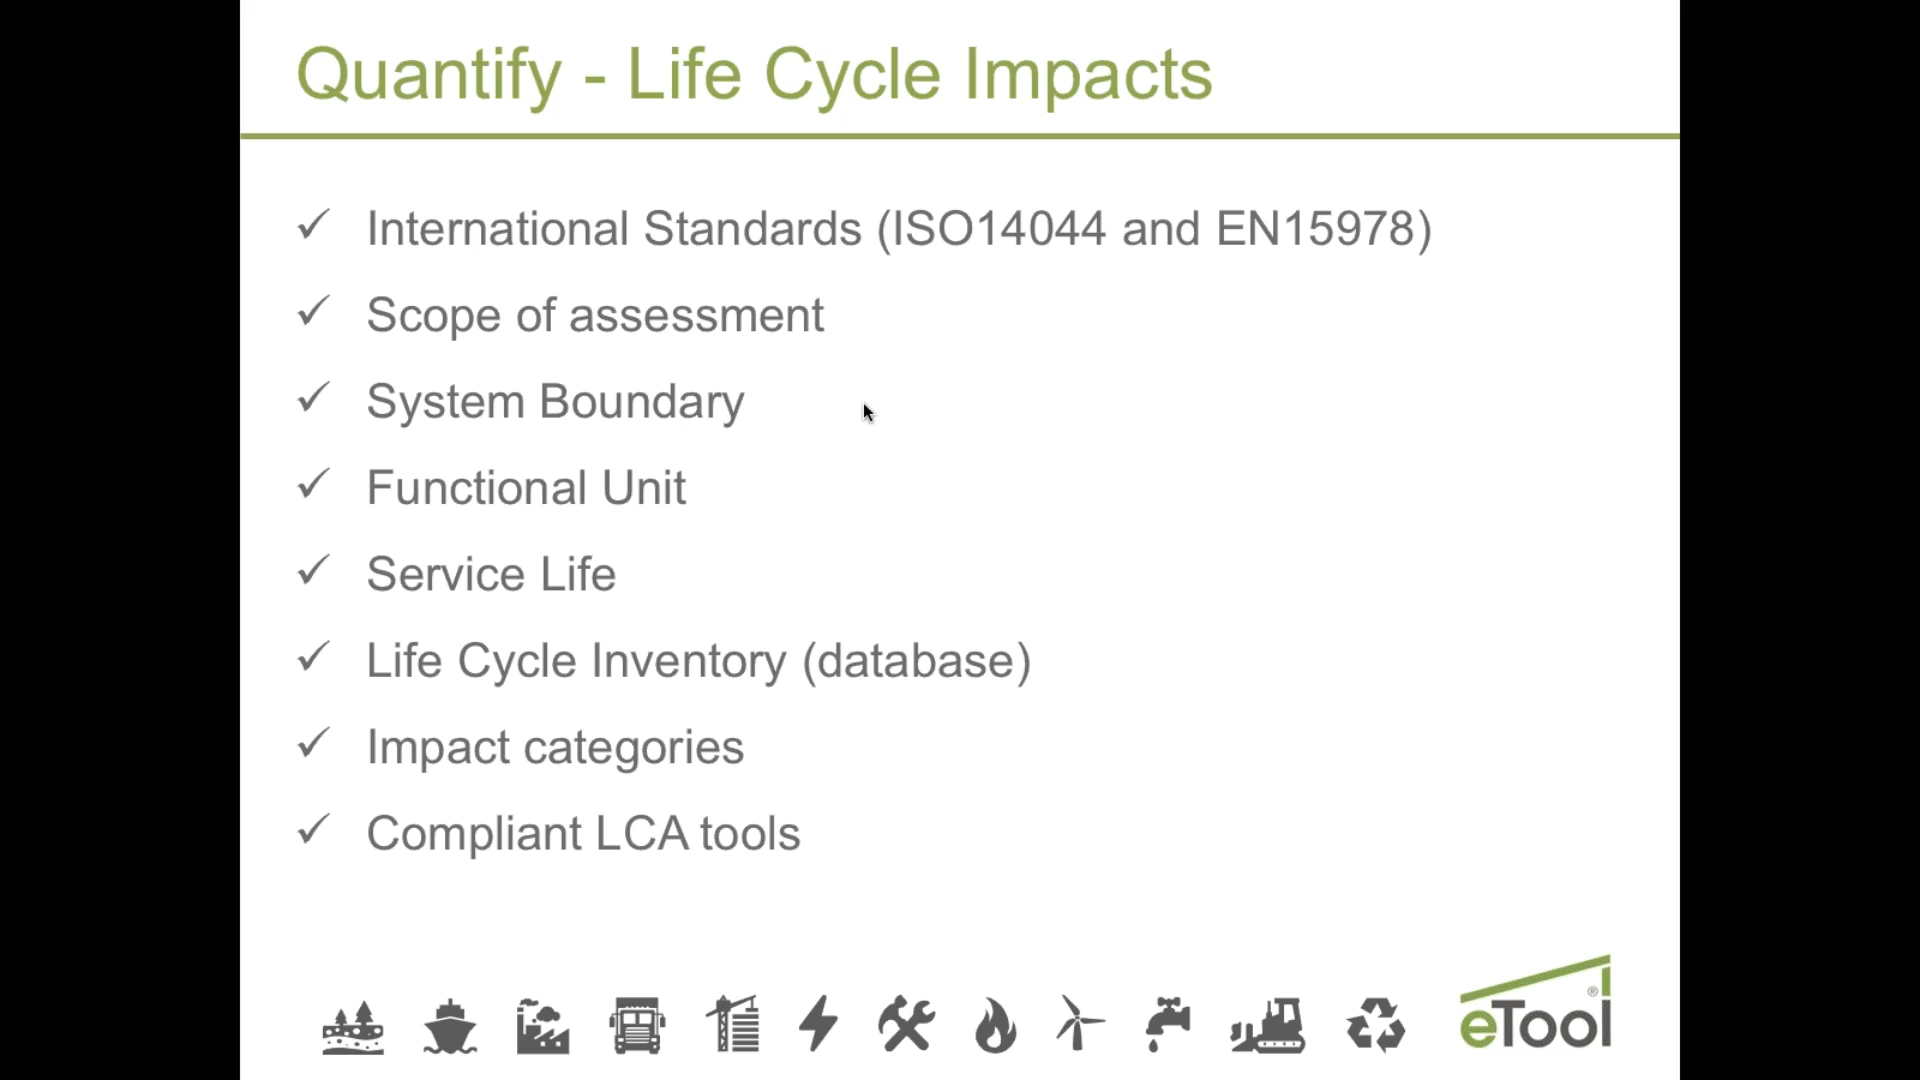 Quantify - Life Cycle Impacts
✓ International Standards (ISO14044 and EN15978)
✓ Scope of assessment
✓ System Boundary
✓ Functional Unit
✓ Service Life
✓ Life Cycle Inventory (database)
✓ Impact categories
✓ Compliant LCA tools
eTool®